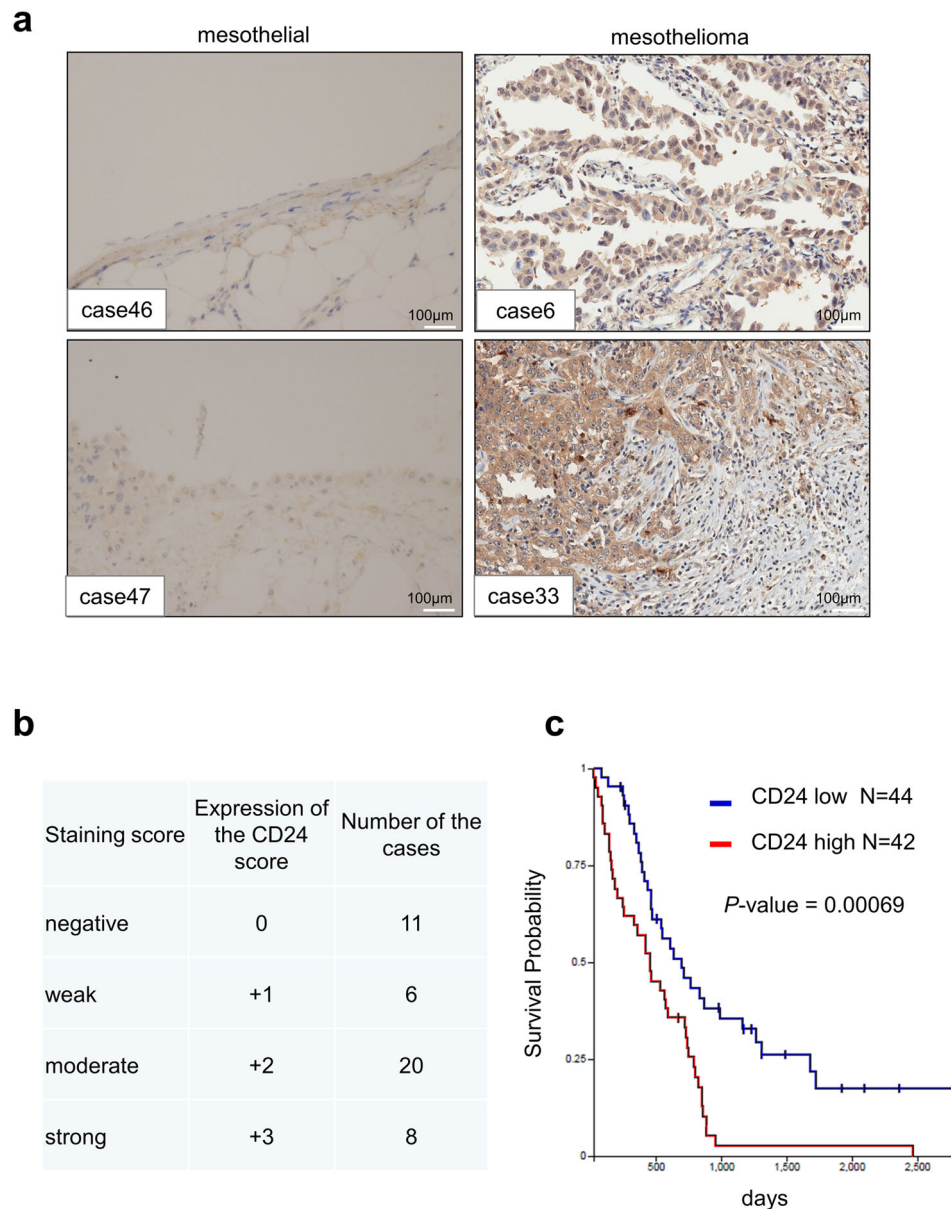 a
mesothelial
mesothelioma
case46
100μm
case6
100μm
case47
100μm
case33
100μm
b
Staining score
Expression of
the CD24
score
Number of the
cases
negative
0
11
weak
+1
6
moderate
+2
20
strong
+3
8
c
Survival Probability
1
0.75
0.5
0.25
0
500
1,000
1,500
2,000
2,500
days
CD24 low N=44
CD24 high N=42
P-value = 0.00069